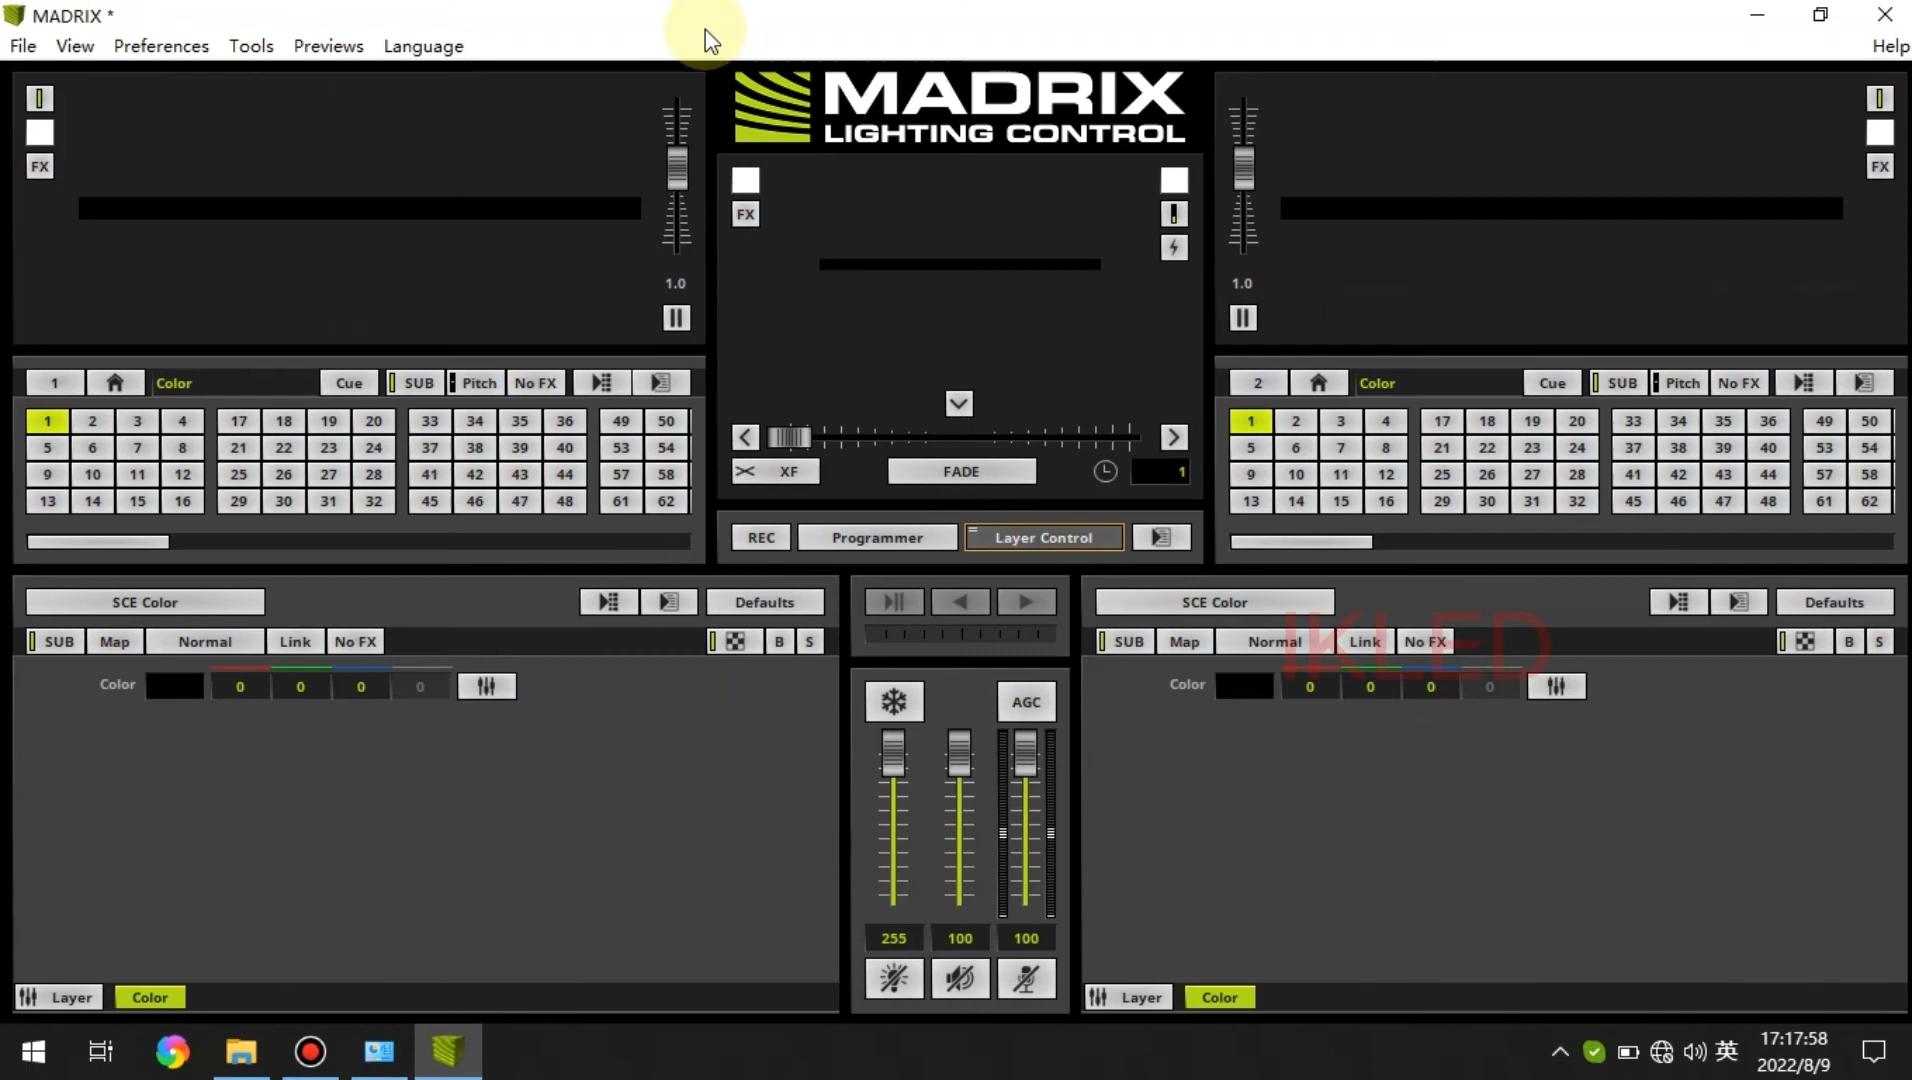 MADRIX *
File View Preferences Tools Previews Language Help
MADRIX
LIGHTING CONTROL
FX
1.0
1 Color Cue SUB Pitch No FX
1 2 3 4 17 18 19 20 33 34 35 36 49 50
5 6 7 8 21 22 23 24 37 38 39 40 53 54
9 10 11 12 25 26 27 28 41 42 43 44 57 58
13 14 15 16 29 30 31 32 45 46 47 48 61 62
FX
XF FADE 1
REC Programmer Layer Control
FX
1.0
2 Color Cue SUB Pitch No FX
1 2 3 4 17 18 19 20 33 34 35 36 49 50
5 6 7 8 21 22 23 24 37 38 39 40 53 54
9 10 11 12 25 26 27 28 41 42 43 44 57 58
13 14 15 16 29 30 31 32 45 46 47 48 61 62
SCE Color Defaults
SUB Map Normal Link No FX B S
Color 0 0 0 0
Layer Color
AGC
255 100 100
SCE Color Defaults
SUB Map Normal Link No FX B S
IKLED
Color 0 0 0 0
Layer Color
英
17:17:58
2022/8/9